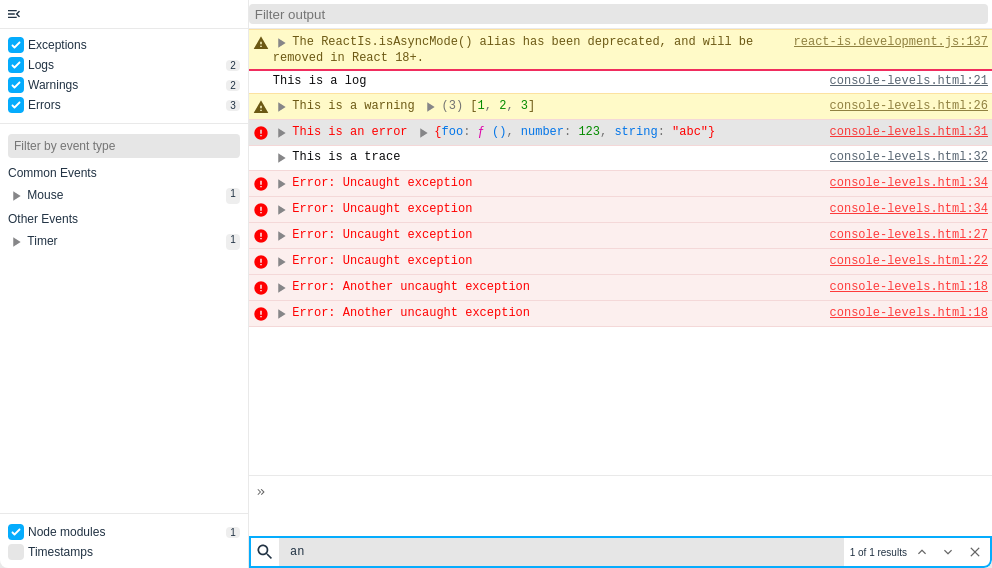 Filter output
Exceptions
Logs 2
Warnings 2
Errors 3
Filter by event type
Common Events
Mouse 1
Other Events
Timer 1
Node modules 1
Timestamps
The ReactIs.isAsyncMode() alias has been deprecated, and will be react-is.development.js:137
removed in React 18+.
This is a log console-levels.html:21
This is a warning (3) [1, 2, 3] console-levels.html:26
This is an error {foo: ƒ (), number: 123, string: "abc"} console-levels.html:31
This is a trace console-levels.html:32
Error: Uncaught exception console-levels.html:34
Error: Uncaught exception console-levels.html:34
Error: Uncaught exception console-levels.html:27
Error: Uncaught exception console-levels.html:22
Error: Another uncaught exception console-levels.html:18
Error: Another uncaught exception console-levels.html:18
»
an 1 of 1 results